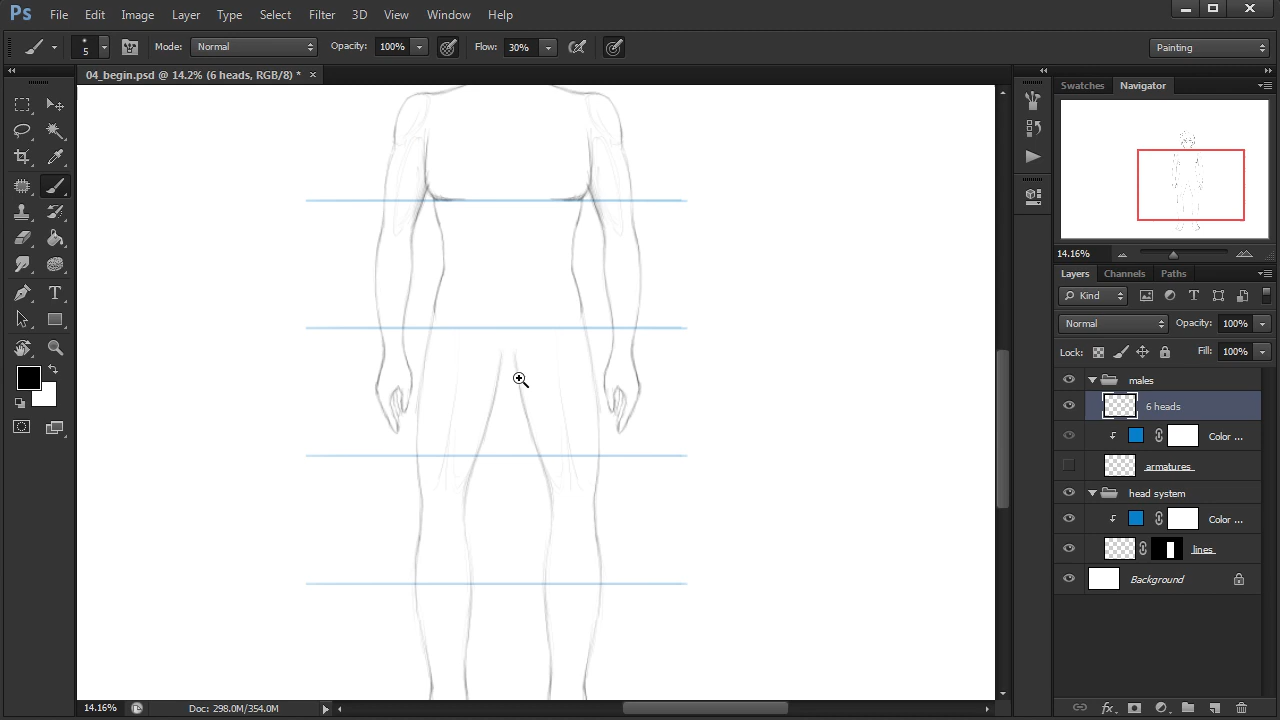 Ps File Edit Image Layer Type Select Filter 3D View Window Help
5 Mode: Normal Opacity: 100% Flow: 30% Painting
04_begin.psd @ 14.2% (6 heads, RGB/8) * ×
Swatches Navigator
14.16%
Layers Channels Paths
Kind T
Normal Opacity: 100%
Lock: Fill: 100%
males
6 heads
Color ...
armatures
head system
Color ...
lines
Background
14.16% Doc: 298.0M/354.0M
fx